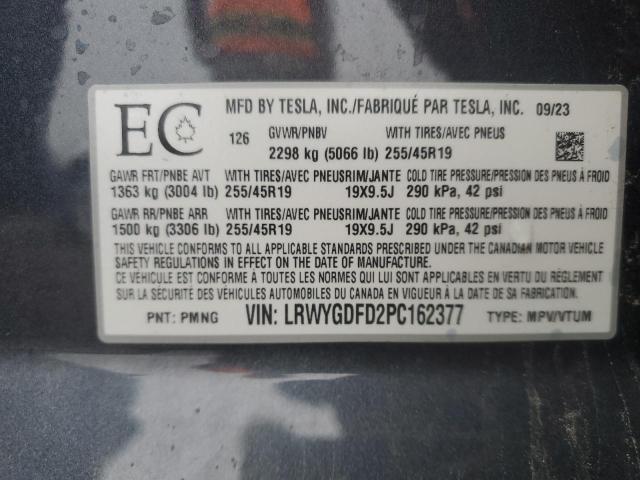 EC MFD BY TESLA, INC./FABRIQUÉ PAR TESLA, INC. 09/23
126 GVWR/PNBV WITH TIRES/AVEC PNEUS
2298 kg (5066 lb) 255/45R19
GAWR FRT/PNBE AVT WITH TIRES/AVEC PNEUS RIM/JANTE COLD TIRE PRESSURE/PRESSION DES PNEUS À FROID
1363 kg (3004 lb) 255/45R19 19X9.5J 290 kPa, 42 psi
GAWR RR/PNBE ARR WITH TIRES/AVEC PNEUS RIM/JANTE COLD TIRE PRESSURE/PRESSION DES PNEUS À FROID
1500 kg (3306 lb) 255/45R19 19X9.5J 290 kPa, 42 psi
THIS VEHICLE CONFORMS TO ALL APPLICABLE STANDARDS PRESCRIBED UNDER THE CANADIAN MOTOR VEHICLE
SAFETY REGULATIONS IN EFFECT ON THE DATE OF MANUFACTURE.
CE VÉHICULE EST CONFORME À TOUTES LES NORMES QUI LUI SONT APPLICABLES EN VERTU DU RÈGLEMENT
SUR LA SÉCURITÉ DES VÉHICULES AUTOMOBILES DU CANADA EN VIGUEUR À LA DATE DE SA FABRICATION.
PNT: PMNG VIN: LRWYGDFD2PC162377 TYPE: MPV/VTUM